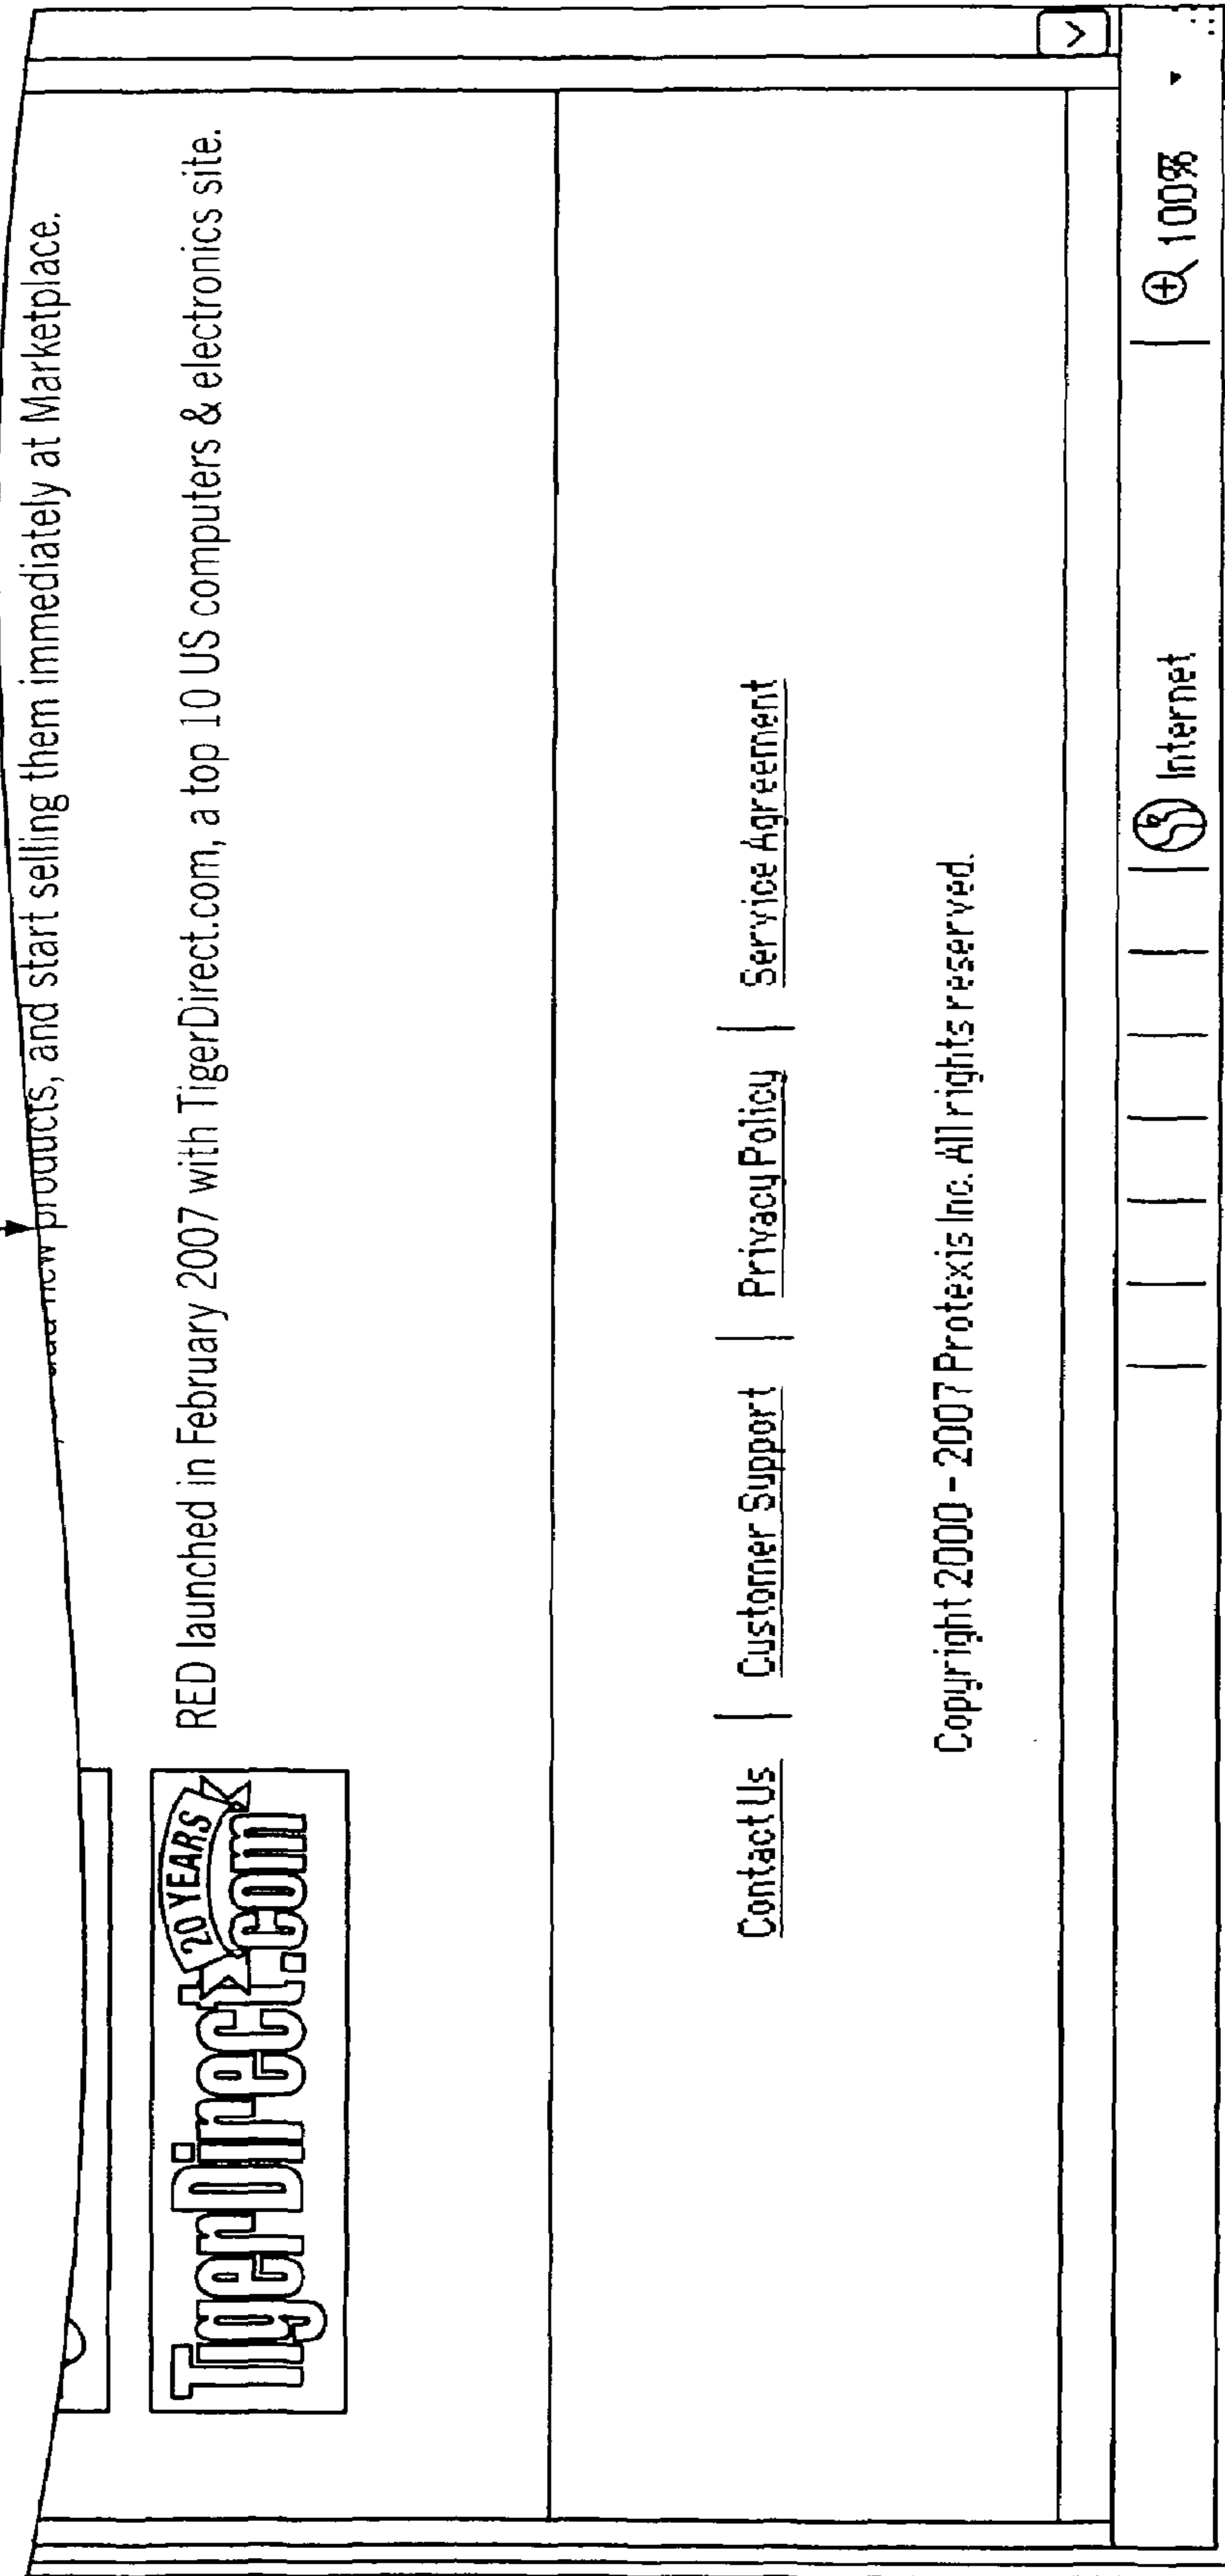 new products, and start selling them immediately at Marketplace.
20 YEARS
TigerDirect.com
RED launched in February 2007 with TigerDirect.com, a top 10 US computers & electronics site.
Contact Us | Customer Support | Privacy Policy | Service Agreement
Copyright 2000 - 2007 Protexis Inc. All rights reserved.
Internet
100%